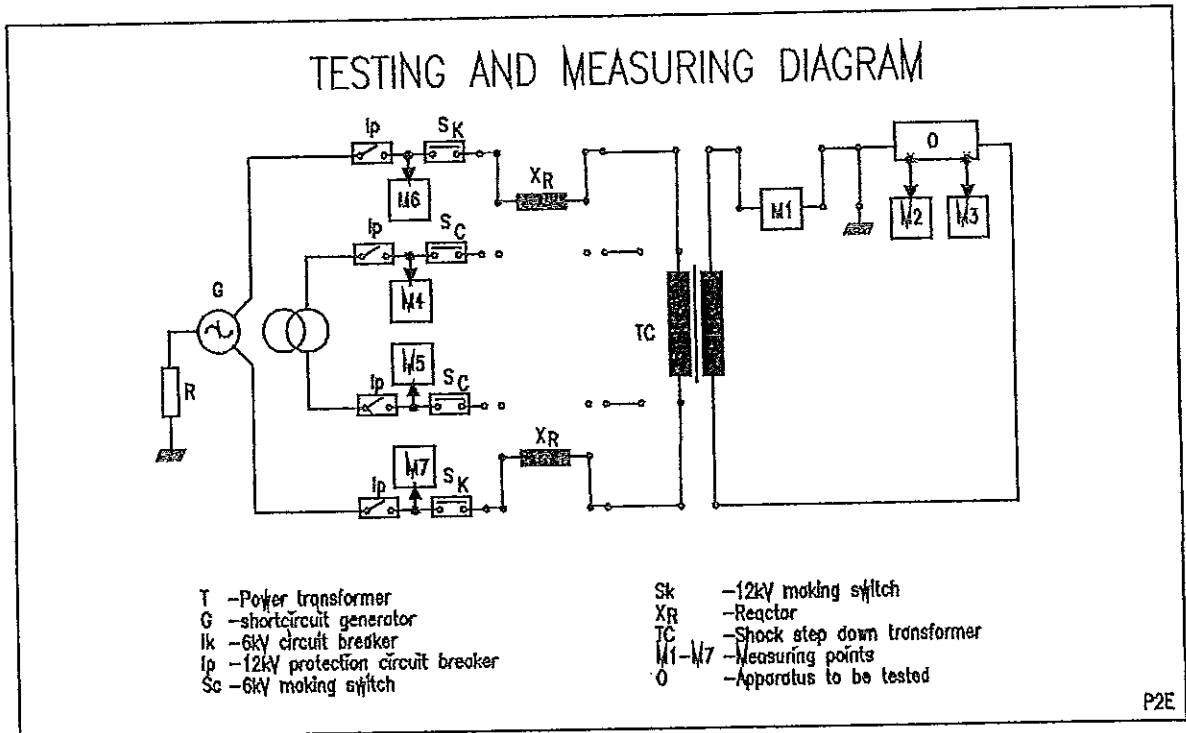 TESTING AND MEASURING DIAGRAM
Ip
SK
XR
M6
M1
O
M2
M3
Ip
SC
M4
G
TC
M5
Ip
SC
R
XR
M7
Ip
SK
T -Power transformer
G -shortcircuit generator
Ik -6kV circuit breaker
Ip -12kV protection circuit breaker
Sc -6kV making switch
Sk -12kV making switch
XR -Reactor
TC -Shock step down transformer
M1-M7 -Measuring points
O -Apparatus to be tested
P2E